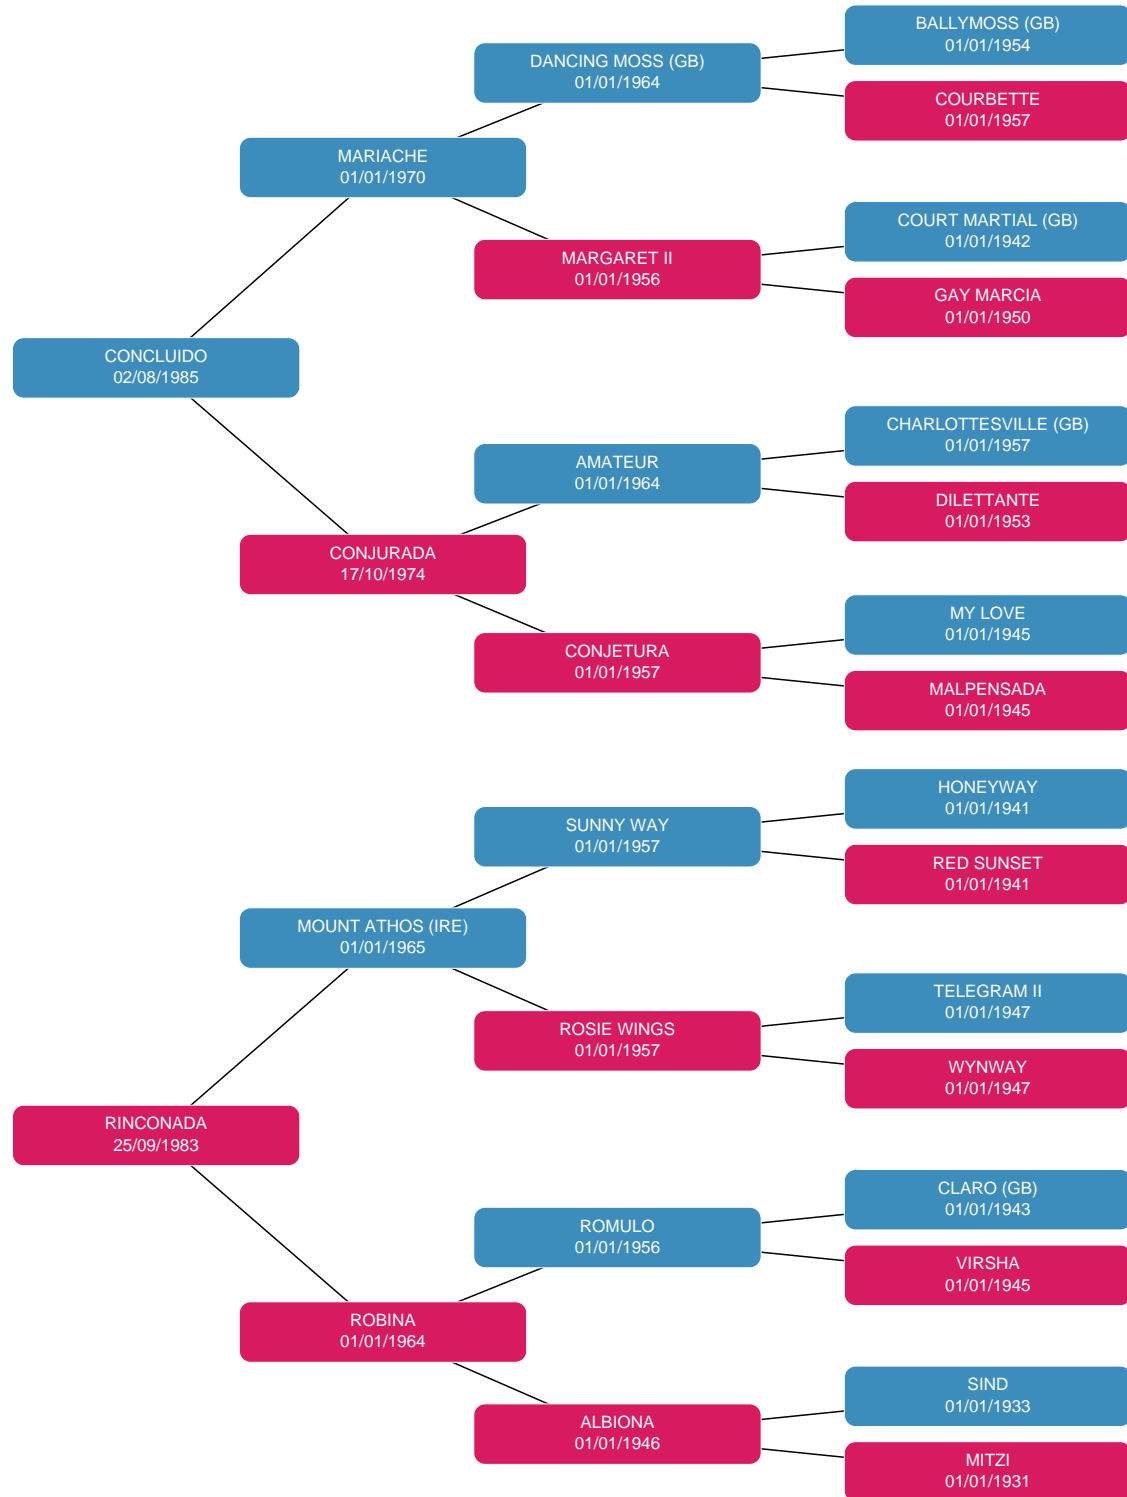 BALLYMOSS (GB)
01/01/1954
DANCING MOSS (GB)
01/01/1964
COURBETTE
01/01/1957
MARIACHE
01/01/1970
COURT MARTIAL (GB)
01/01/1942
MARGARET II
01/01/1956
GAY MARCIA
01/01/1950
CONCLUIDO
02/08/1985
CHARLOTTESVILLE (GB)
01/01/1957
AMATEUR
01/01/1964
DILETTANTE
01/01/1953
CONJURADA
17/10/1974
MY LOVE
01/01/1945
CONJETURA
01/01/1957
MALPENSADA
01/01/1945
HONEYWAY
01/01/1941
SUNNY WAY
01/01/1957
RED SUNSET
01/01/1941
MOUNT ATHOS (IRE)
01/01/1965
TELEGRAM II
01/01/1947
ROSIE WINGS
01/01/1957
WYNWAY
01/01/1947
RINCONADA
25/09/1983
CLARO (GB)
01/01/1943
ROMULO
01/01/1956
VIRSHA
01/01/1945
ROBINA
01/01/1964
SIND
01/01/1933
ALBIONA
01/01/1946
MITZI
01/01/1931